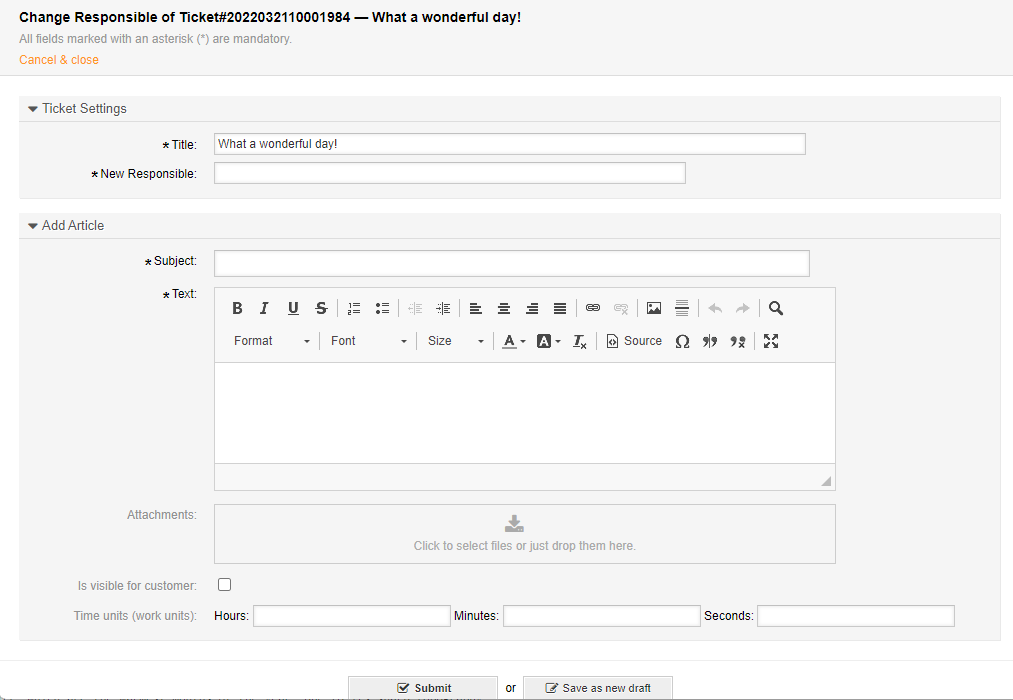 Change Responsible of Ticket#2022032110001984 — What a wonderful day!
All fields marked with an asterisk (*) are mandatory.
Cancel & close
Ticket Settings
* Title: What a wonderful day!
* New Responsible:
Add Article
* Subject:
* Text:
Format Font Size Source
Attachments:
Click to select files or just drop them here.
Is visible for customer:
Time units (work units): Hours: Minutes: Seconds:
Submit or Save as new draft